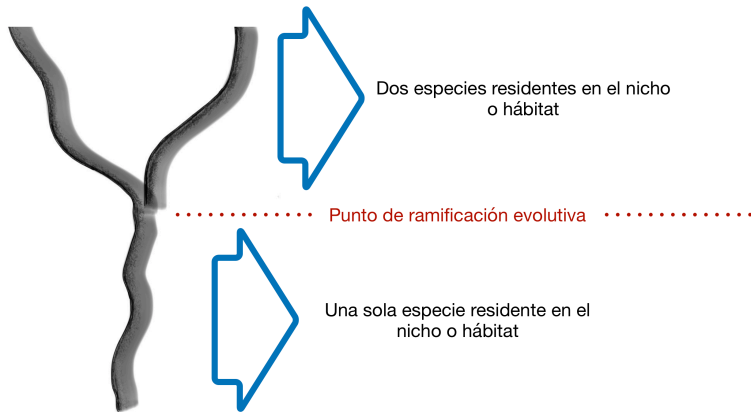 Dos especies residentes en el nicho
o hábitat
Punto de ramificación evolutiva
Una sola especie residente en el
nicho o hábitat